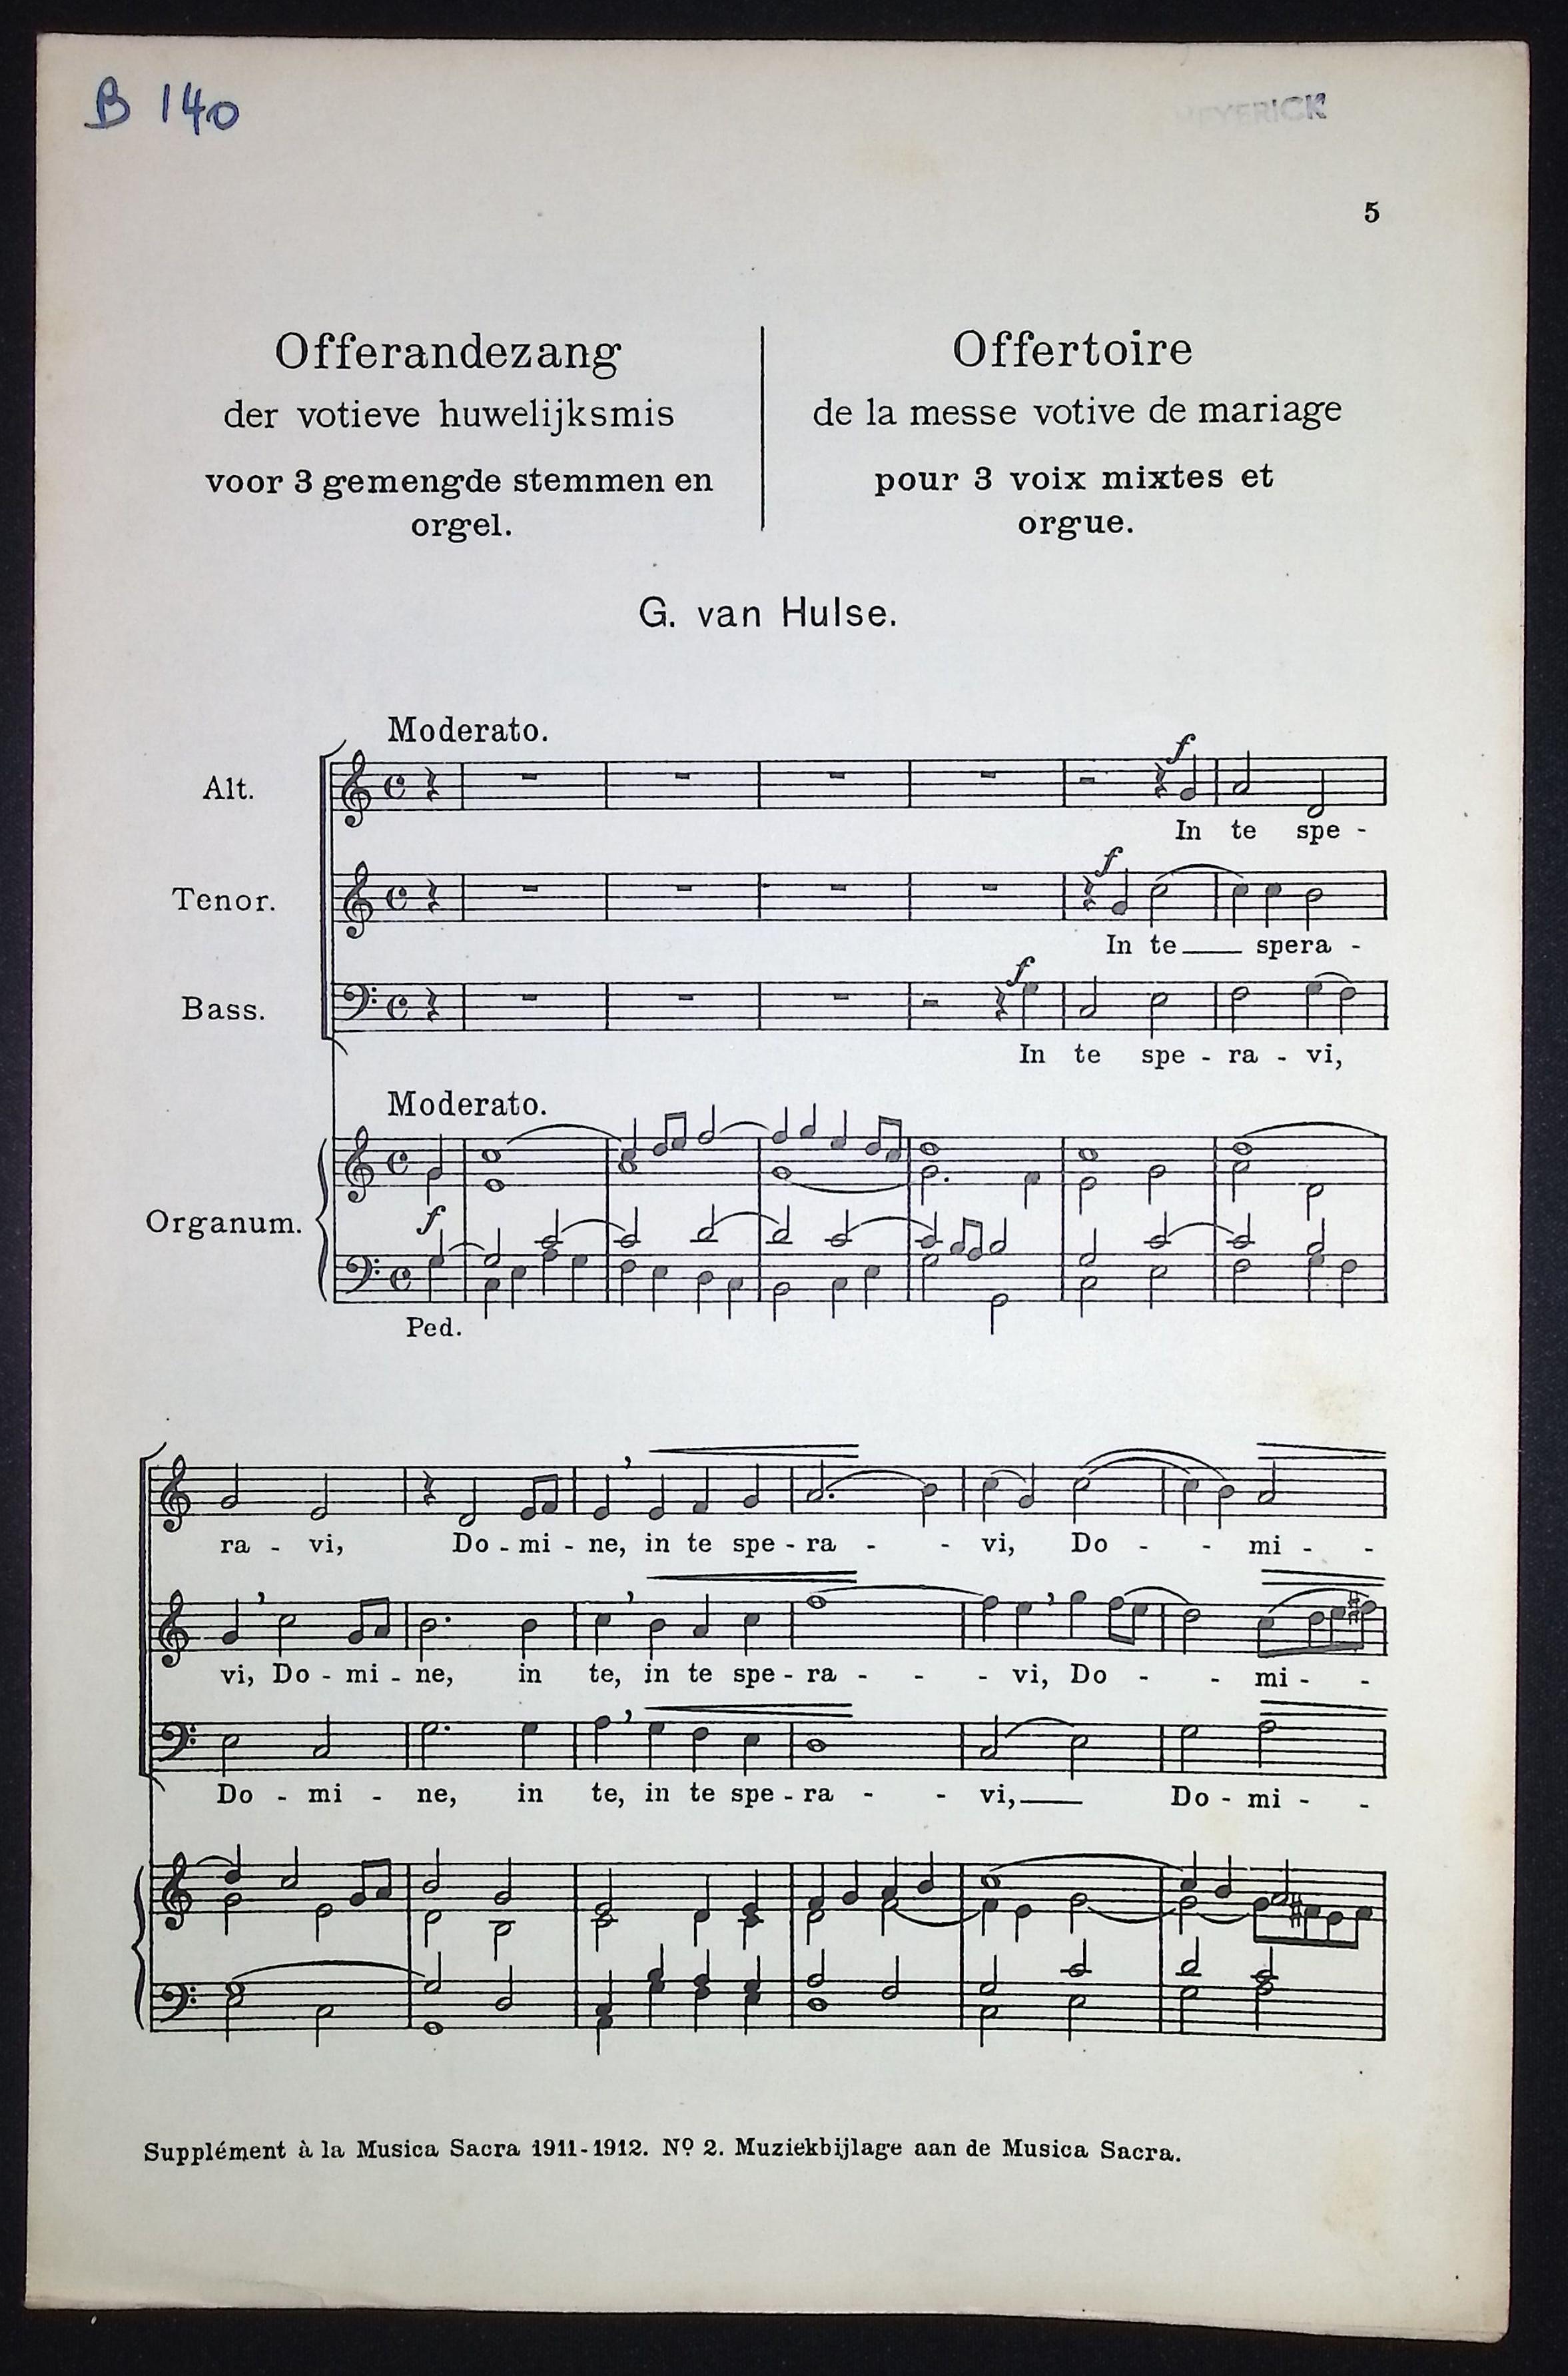 B 140
5
Offerandezang
der votieve huwelijksmis
voor 3 gemengde stemmen en
orgel.
Offertoire
de la messe votive de mariage
pour 3 voix mixtes et
orgue.
G. van Hulse.
Moderato.
f
Alt.
In te spe -
f
Tenor.
In te spera -
f
Bass.
In te spe - ra - vi,
Moderato.
Organum.
f
Ped.
ra - vi, Do - mi - ne, in te spe - ra - - vi, Do - - mi - -
vi, Do - mi - ne, in te, in te spe - ra - - - vi, Do - - mi - -
Do - mi - ne, in te, in te spe - ra - - vi, Do - mi - -
Supplément à la Musica Sacra 1911-1912. Nº 2. Muziekbijlage aan de Musica Sacra.